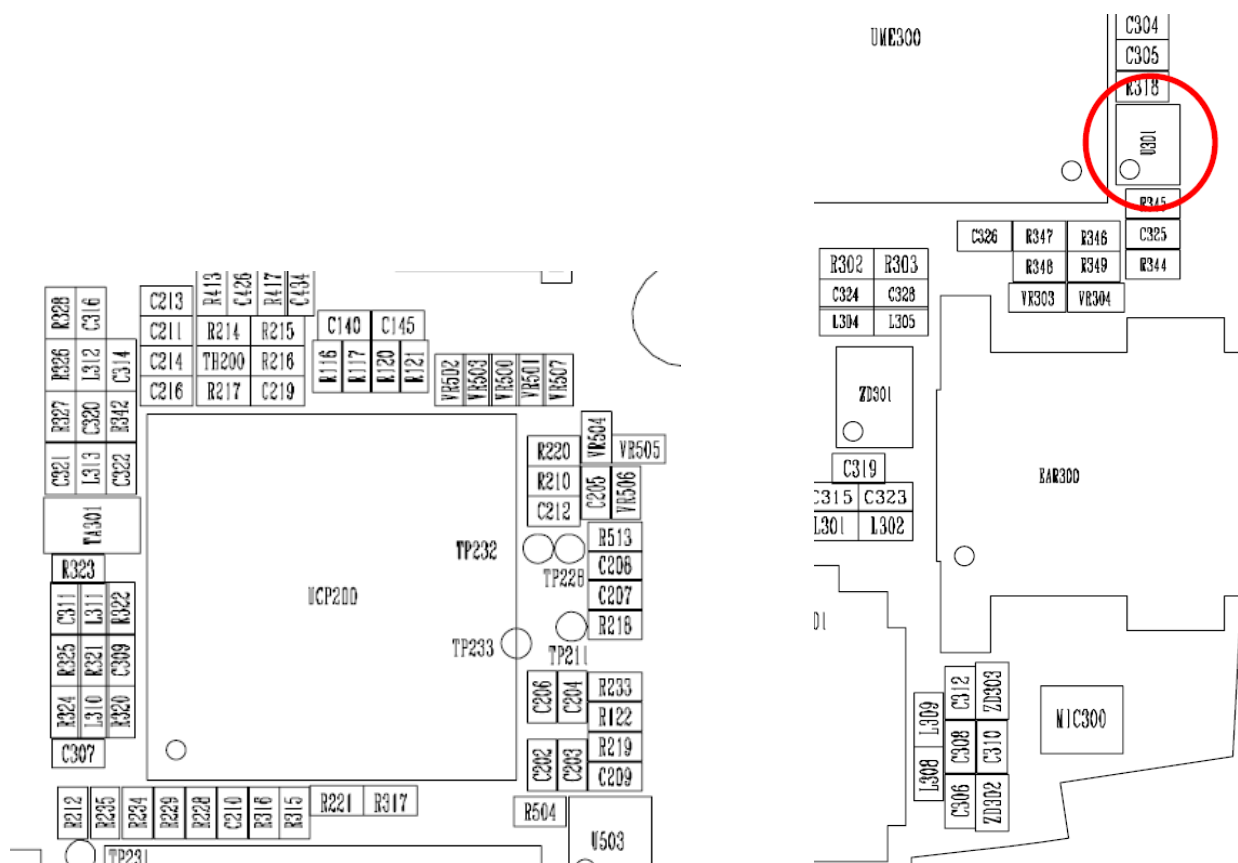 UME300
C304
C305
R318
U301
R345
C326 R347 R346 C325
R348 R349 R344
VR303 VR304
R302 R303
C324 C328
L304 L305
ZD301
EAR300
C319
C315 C323
L301 L302
L309 C312 ZD303
MIC300
L308 C308 C310
C306 ZD302
R413 C426 R417 C434
R328 C316 C213
C211 R214 R215 C140 C145
R326 L312 C314 C214 TH200 R216 R116 R117 R120 R121
C216 R217 C219 VR502 VR503 VR500 VR501 VR507
R327 C320 R342
VR504 VR505
R220
C321 L313 C322 R210 C205 VR506
C212
TA301
R513
TP232
R323 C208
TP228
C311 L311 R322 UCP200 C207
R218
TP233 TP211
R325 R321 C309
C206 C204 R233
R324 L310 R320 R122
C307 R219
C202 C203 C209
R212 R235 R234 R229 R228 C210 R316 R315 R221 R317
R504
U503
TP231